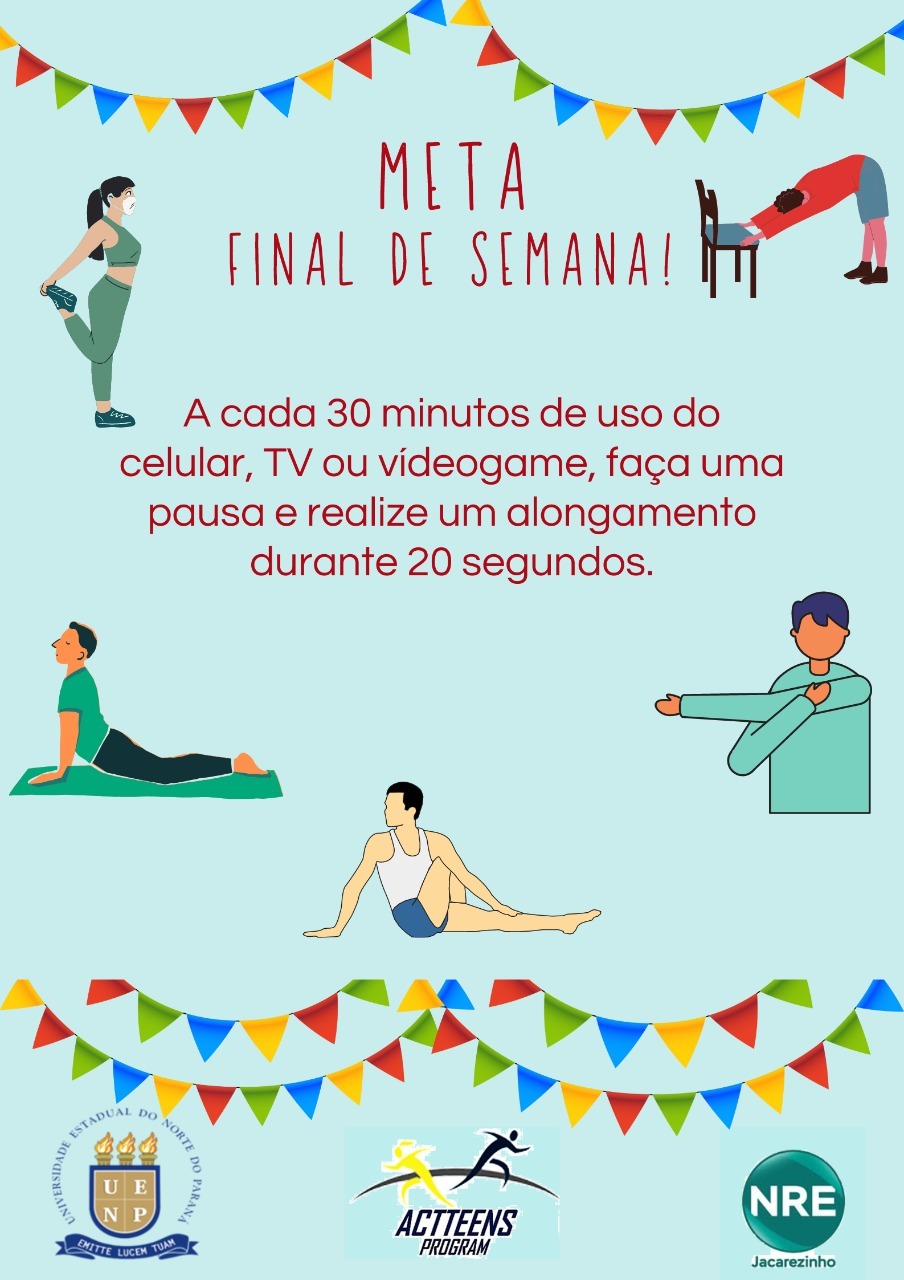 META
FINAL DE SEMANA!
A cada 30 minutos de uso do
celular, TV ou vídeogame, faça uma
pausa e realize um alongamento
durante 20 segundos.
UNIVERSIDADE ESTADUAL DO NORTE DO PARANÁ
U E
N P
EMITTE LUCEM TUAM
ACTTEENS
PROGRAM
NRE
Jacarezinho